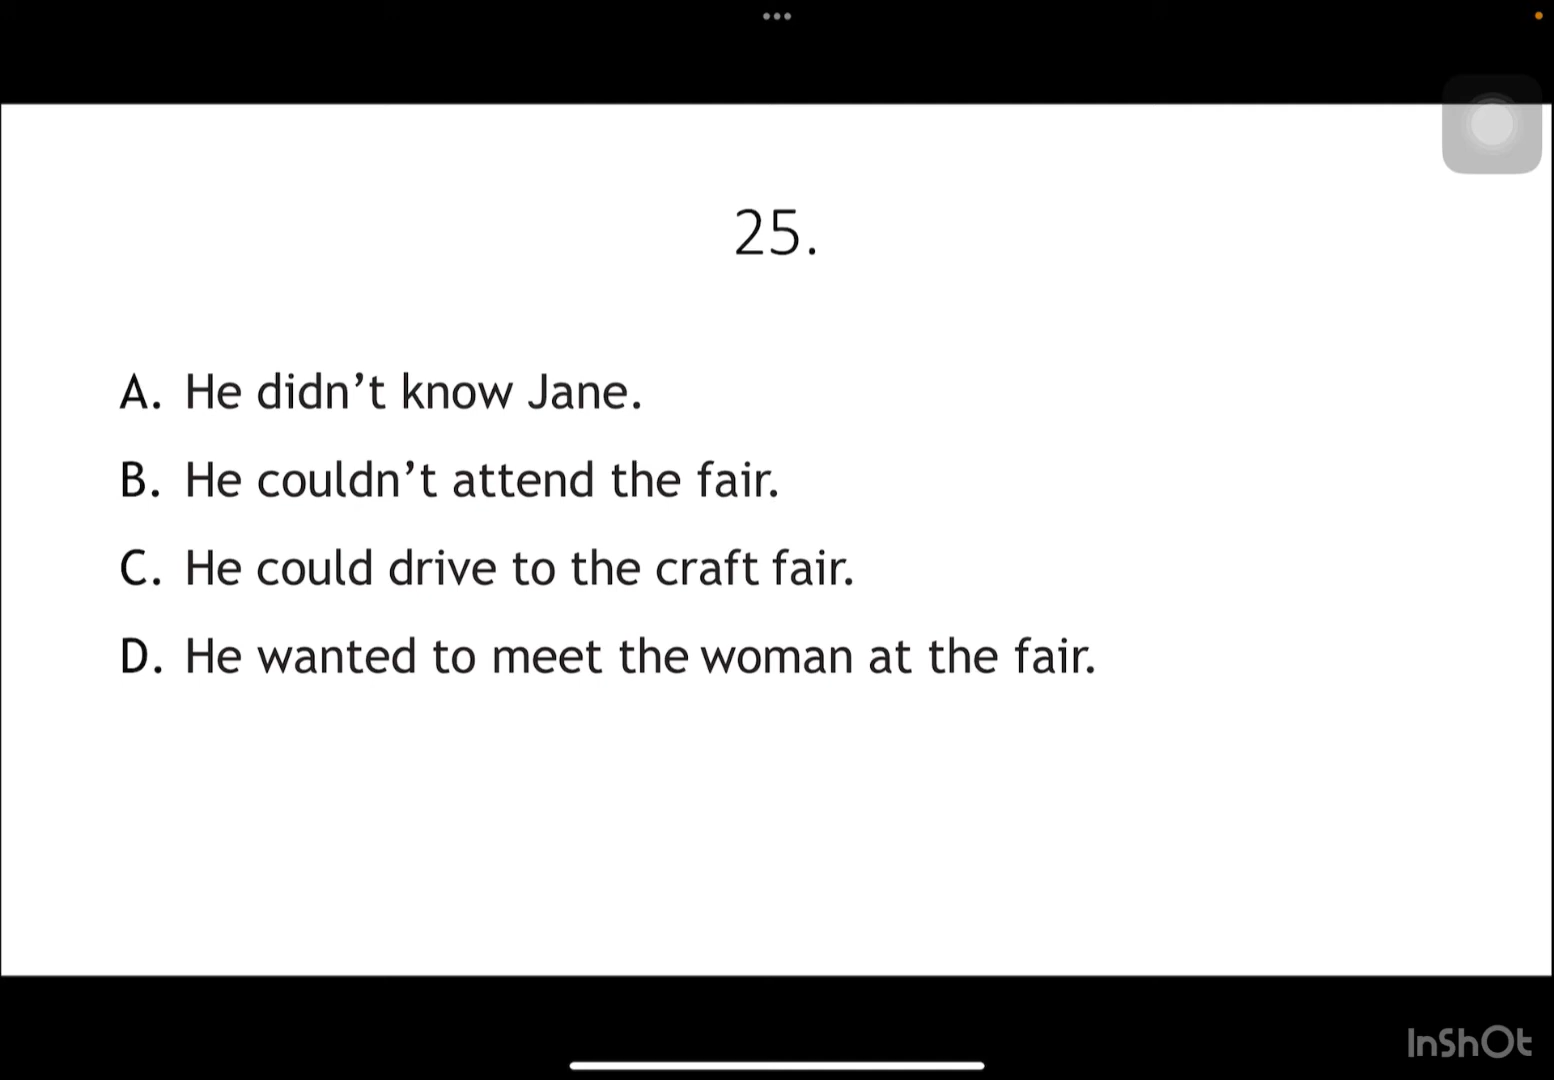 25.
A. He didn’t know Jane.
B. He couldn’t attend the fair.
C. He could drive to the craft fair.
D. He wanted to meet the woman at the fair.
InShOt